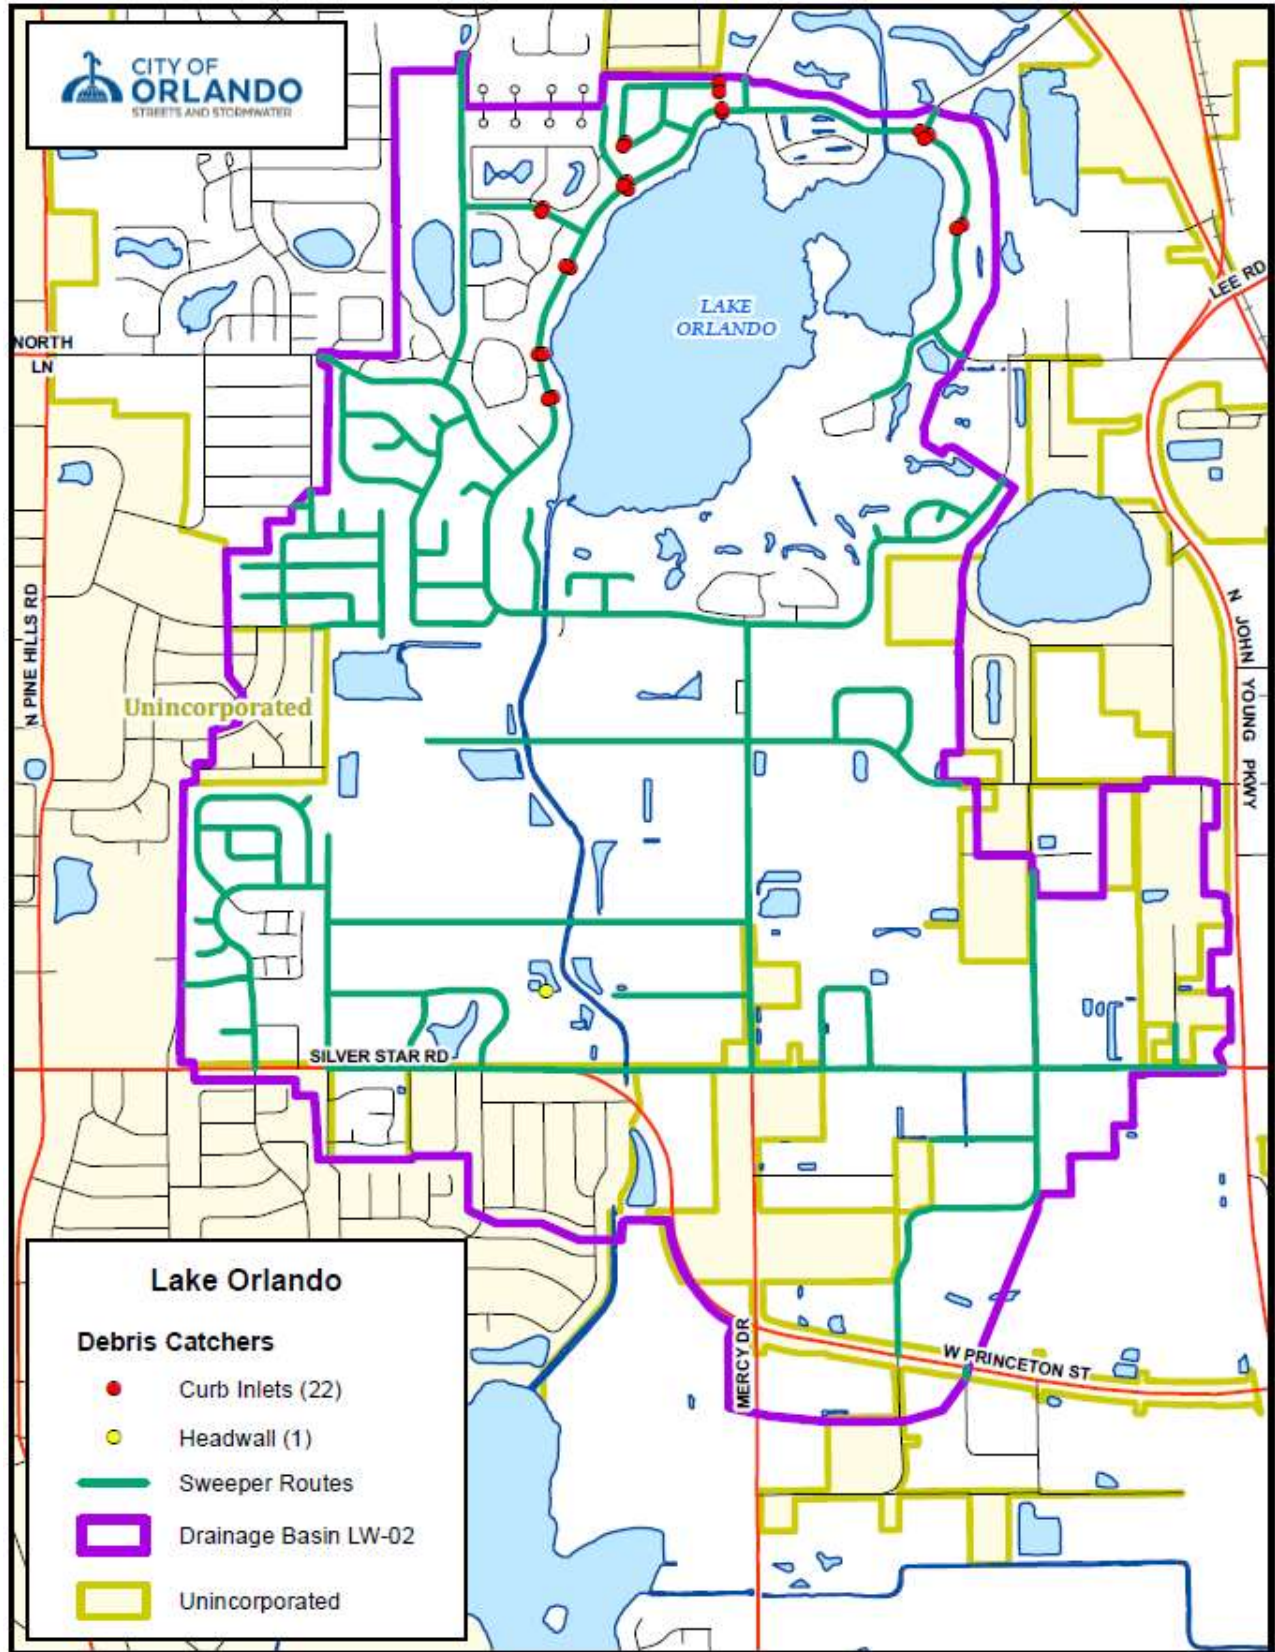 CITY OF
ORLANDO
STREETS AND STORMWATER
LAKE
ORLANDO
LEE RD
NORTH
LN
N PINE HILLS RD
N JOHN YOUNG PKWY
Unincorporated
SILVER STAR RD
MERCY DR
W PRINCETON ST
Lake Orlando
Debris Catchers
Curb Inlets (22)
Headwall (1)
Sweeper Routes
Drainage Basin LW-02
Unincorporated